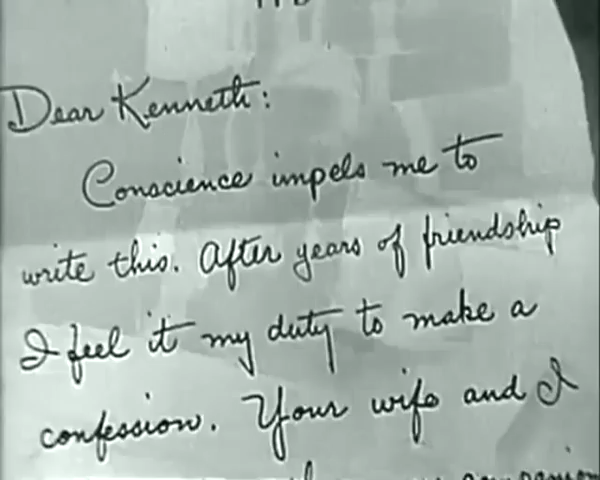 Dear Kenneth:
Conscience impels me to
write this. After years of friendship
I feel it my duty to make a
confession. Your wife and I